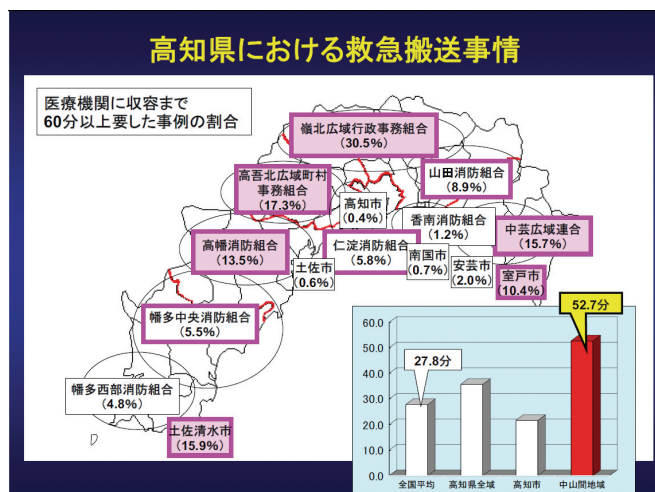 高知県における救急搬送事情
医療機関に収容まで
60分以上要した事例の割合
嶺北広域行政事務組合
(30.5%)
高吾北広域町村
事務組合
(17.3%)
山田消防組合
(8.9%)
高知市
(0.4%)
香南消防組合
(1.2%)
中芸広域連合
(15.7%)
高幡消防組合
(13.5%)
仁淀消防組合
(5.8%)
土佐市
(0.6%)
南国市
(0.7%)
安芸市
(2.0%)
室戸市
(10.4%)
幡多中央消防組合
(5.5%)
幡多西部消防組合
(4.8%)
土佐清水市
(15.9%)
52.7分
27.8分
60.0
50.0
40.0
30.0
20.0
10.0
0.0
全国平均
高知県全域
高知市
中山間地域